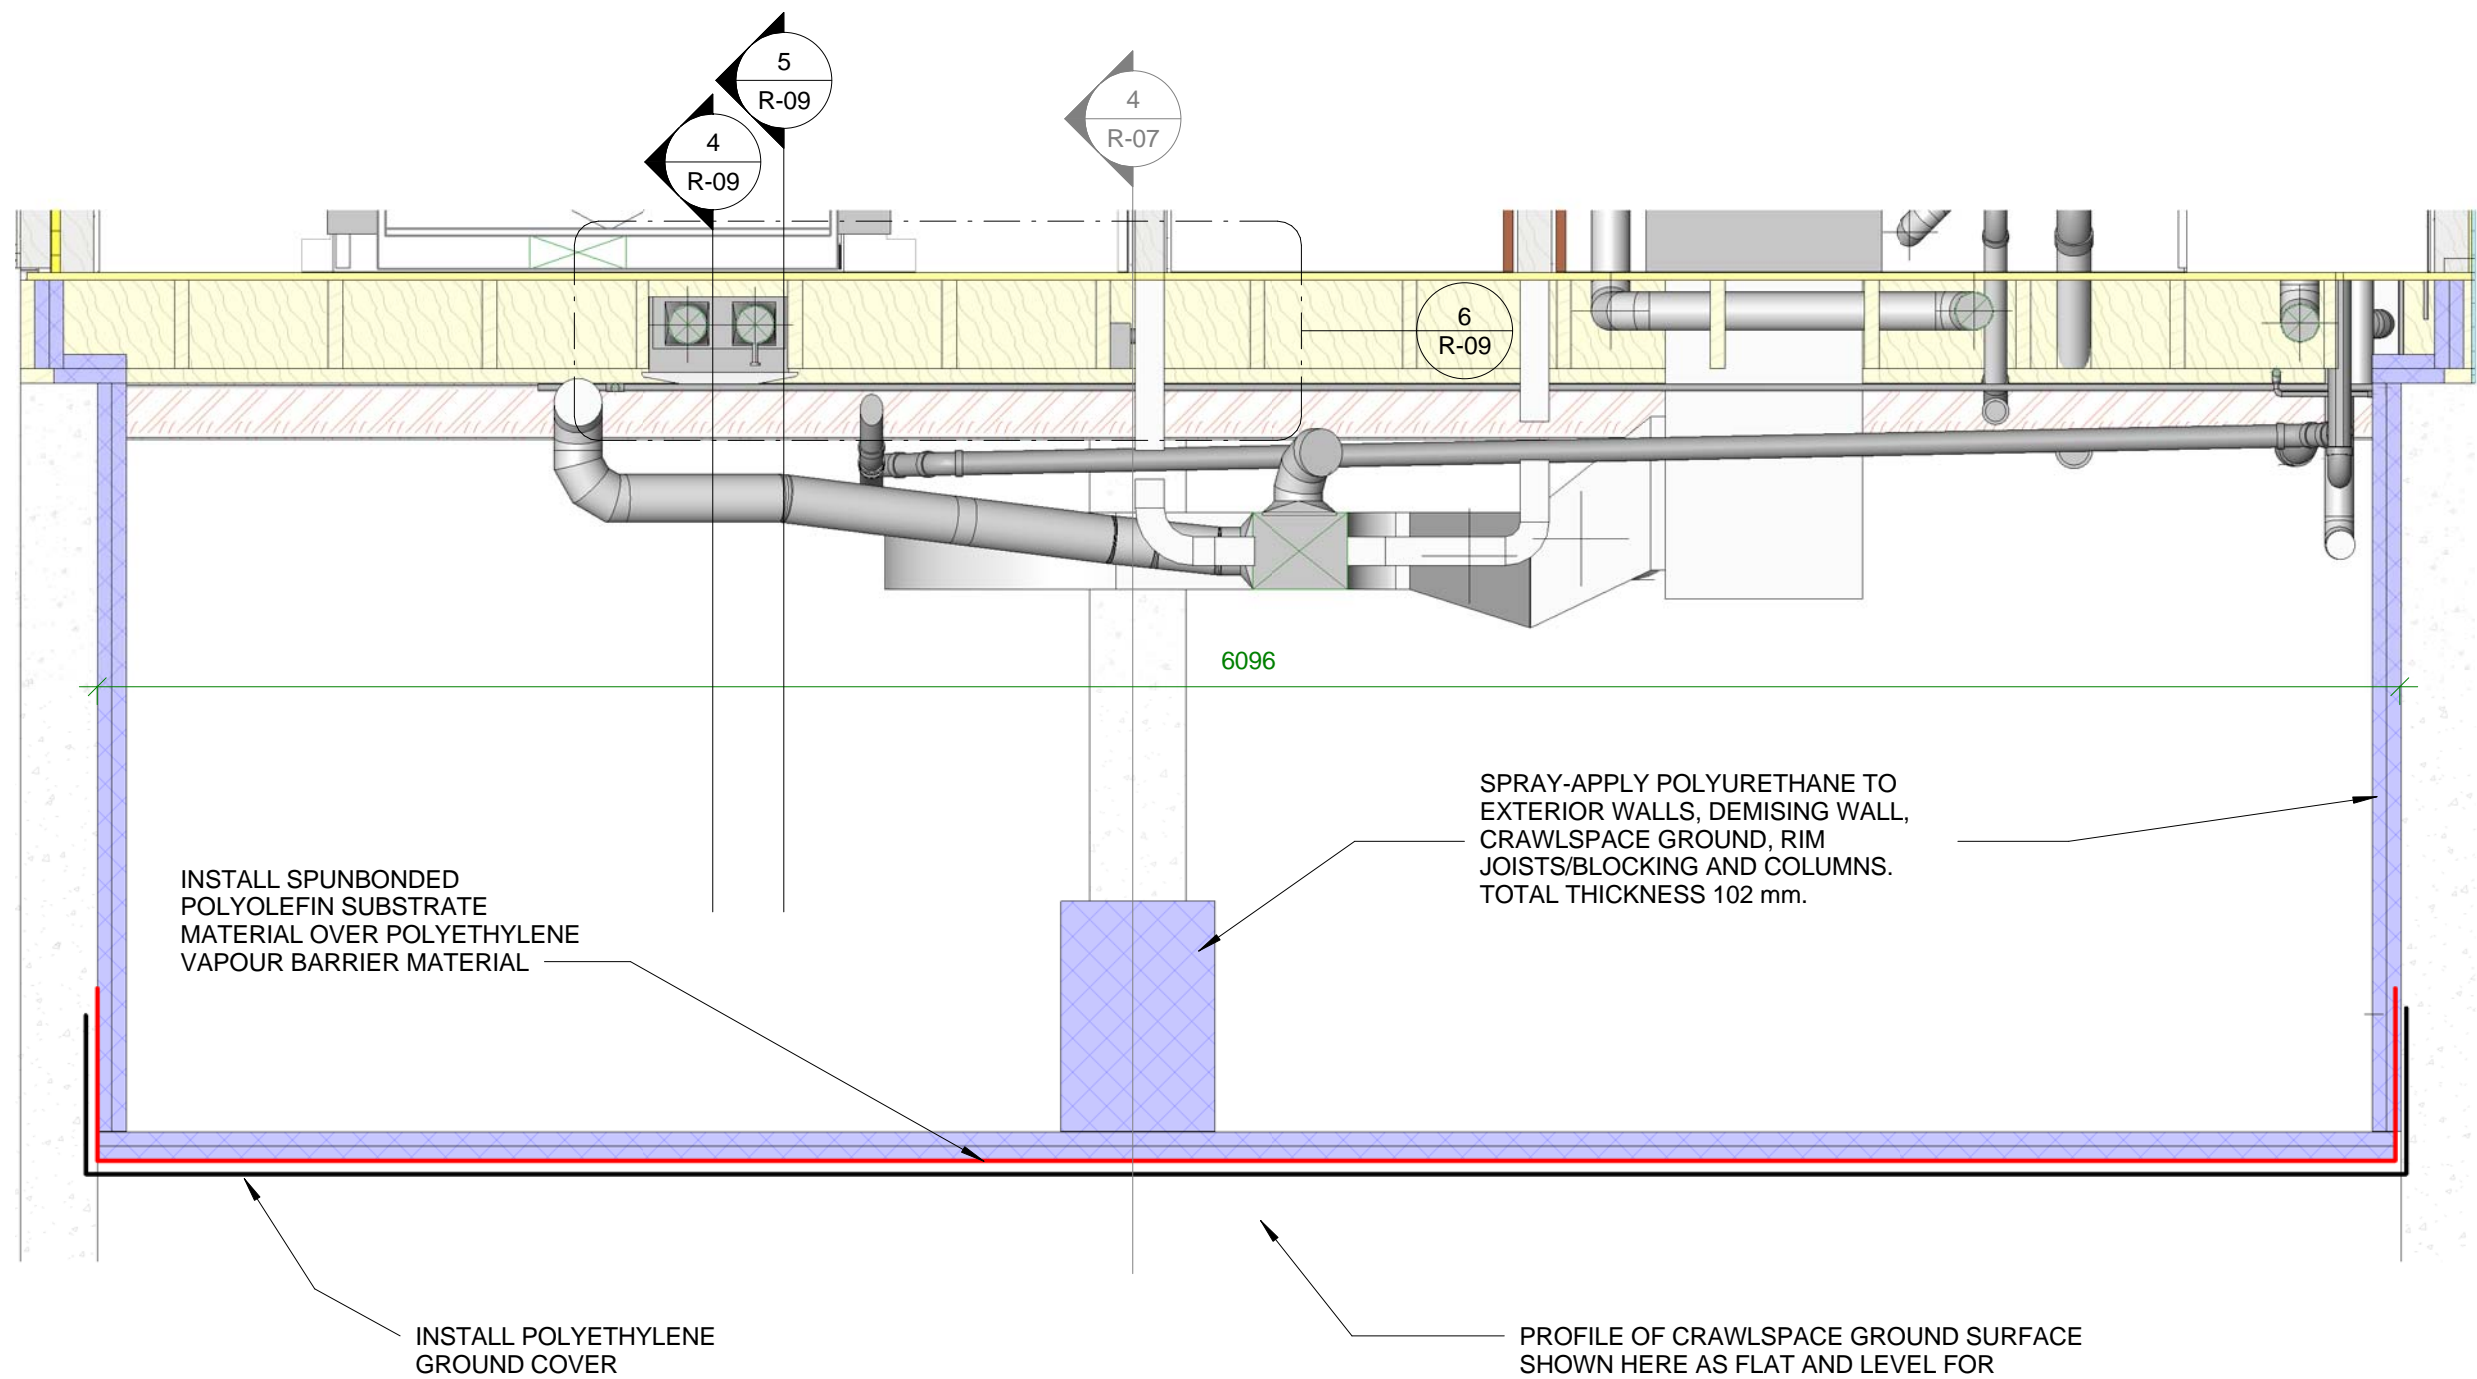 5
R-09
4
R-09
4
R-07
6
R-09
6096
SPRAY-APPLY POLYURETHANE TO
EXTERIOR WALLS, DEMISING WALL,
CRAWLSPACE GROUND, RIM
JOISTS/BLOCKING AND COLUMNS.
TOTAL THICKNESS 102 mm.
INSTALL SPUNBONDED
POLYOLEFIN SUBSTRATE
MATERIAL OVER POLYETHYLENE
VAPOUR BARRIER MATERIAL
INSTALL POLYETHYLENE
GROUND COVER
PROFILE OF CRAWLSPACE GROUND SURFACE
SHOWN HERE AS FLAT AND LEVEL FOR